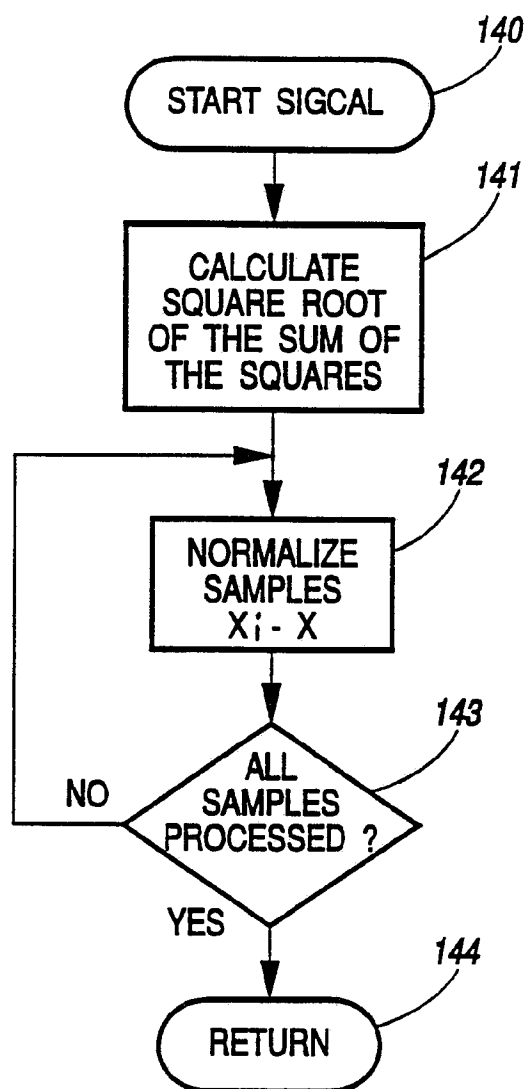 140
START SIGCAL
141
CALCULATE
SQUARE ROOT
OF THE SUM OF
THE SQUARES
142
NORMALIZE
SAMPLES
Xi - X
143
ALL
SAMPLES
PROCESSED ?
NO
YES
144
RETURN